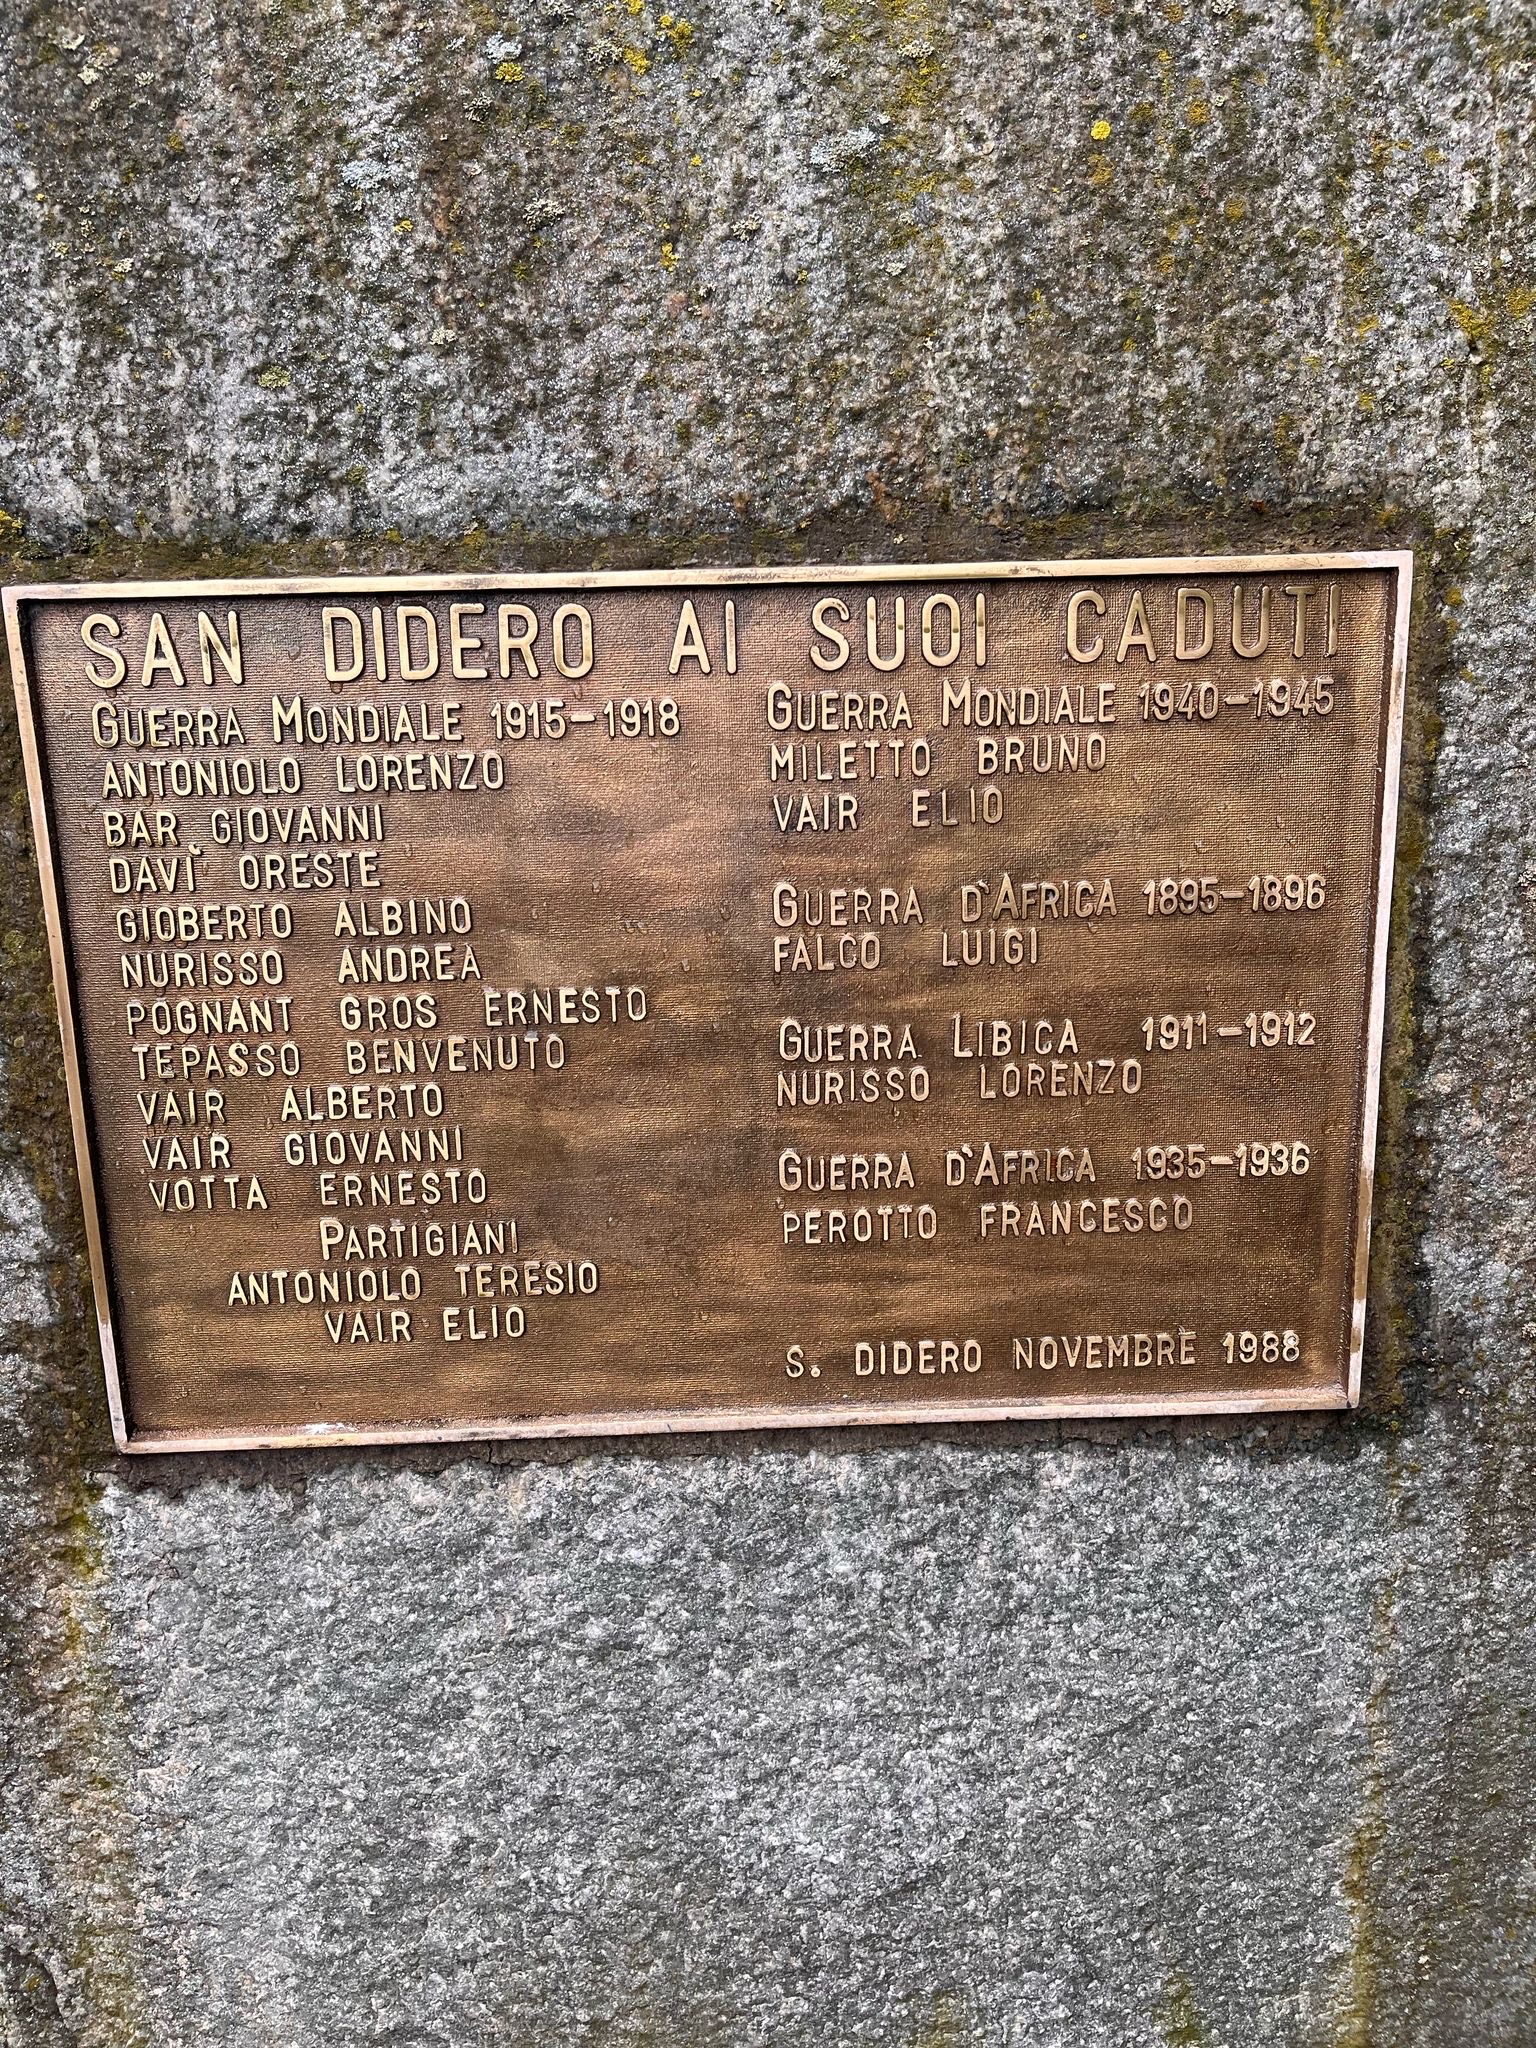 SAN DIDERO AI SUOI CADUTI
GUERRA MONDIALE 1915-1918
ANTONIOLO LORENZO
BAR GIOVANNI
DAVÌ ORESTE
GIOBERTO ALBINO
NURISSO ANDREA
POGNANT GROS ERNESTO
TEPASSO BENVENUTO
VAIR ALBERTO
VAIR GIOVANNI
VOTTA ERNESTO
PARTIGIANI
ANTONIOLO TERESIO
VAIR ELIO
GUERRA MONDIALE 1940-1945
MILETTO BRUNO
VAIR ELIO
GUERRA D'AFRICA 1895-1896
FALCO LUIGI
GUERRA LIBICA 1911-1912
NURISSO LORENZO
GUERRA D'AFRICA 1935-1936
PEROTTO FRANCESCO
S. DIDERO NOVEMBRE 1988